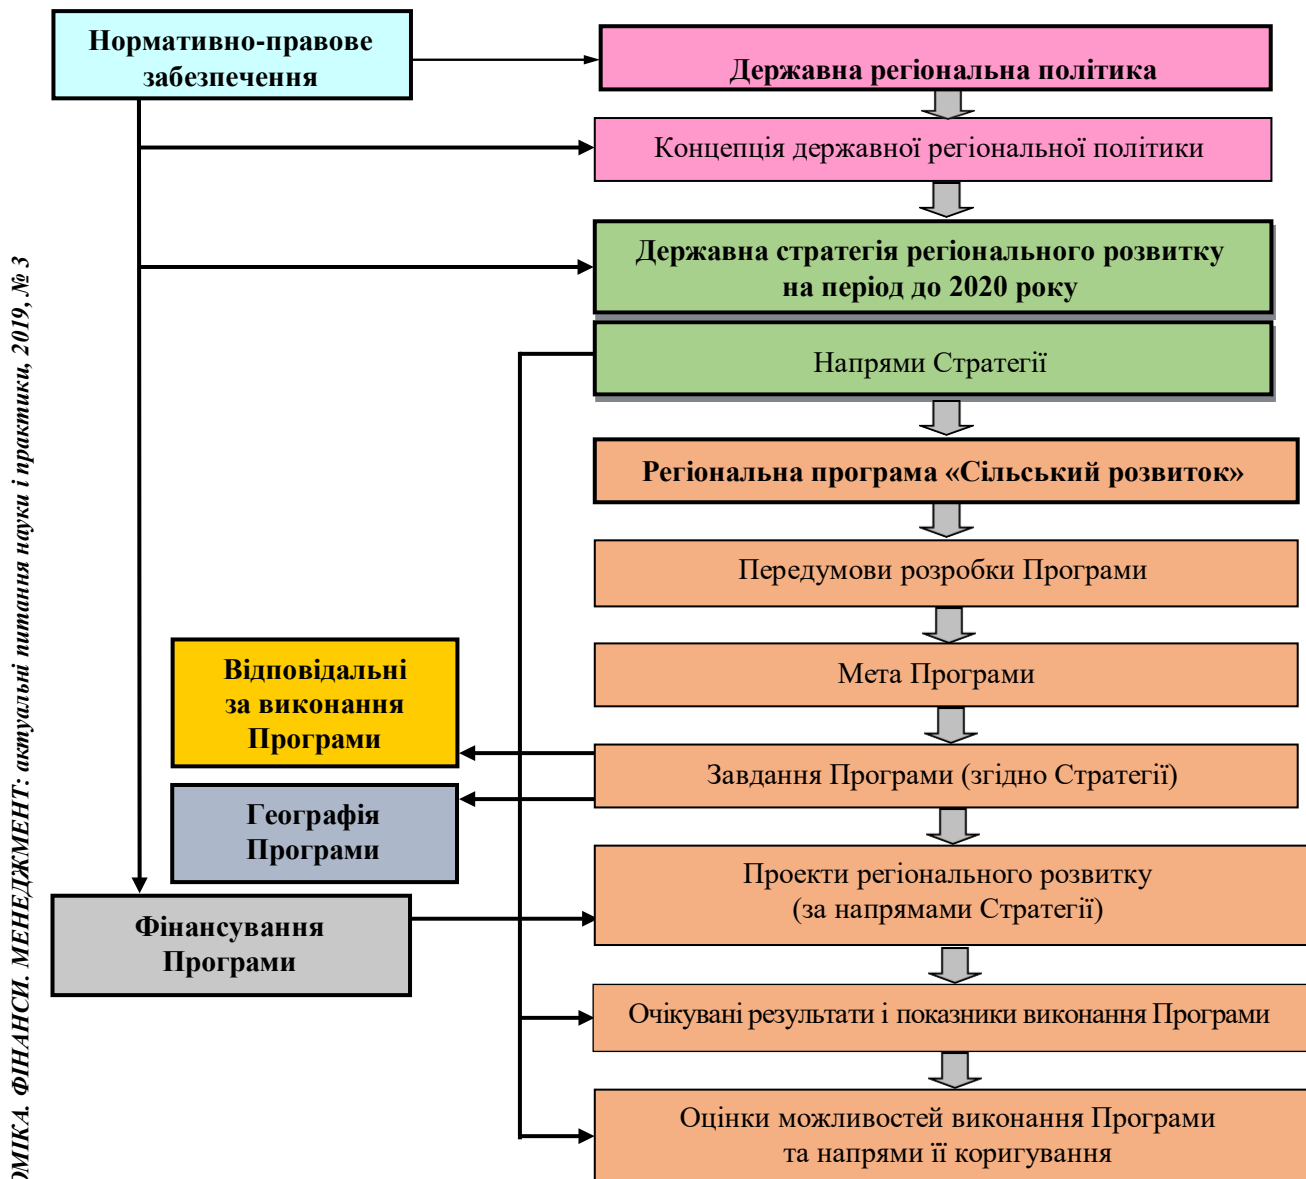 Нормативно-правове
забезпечення
Державна регіональна політика
Концепція державної регіональної політики
Державна стратегія регіонального розвитку
на період до 2020 року
Напрями Стратегії
Регіональна програма «Сільський розвиток»
Передумови розробки Програми
Мета Програми
Відповідальні
за виконання
Програми
Завдання Програми (згідно Стратегії)
Географія
Програми
Проекти регіонального розвитку
(за напрямами Стратегії)
Фінансування
Програми
Очікувані результати і показники виконання Програми
Оцінки можливостей виконання Програми
та напрями її коригування
ФІНАНСИ. МЕНЕДЖМЕНТ: актуальні питання науки і практики, 2019, № 3